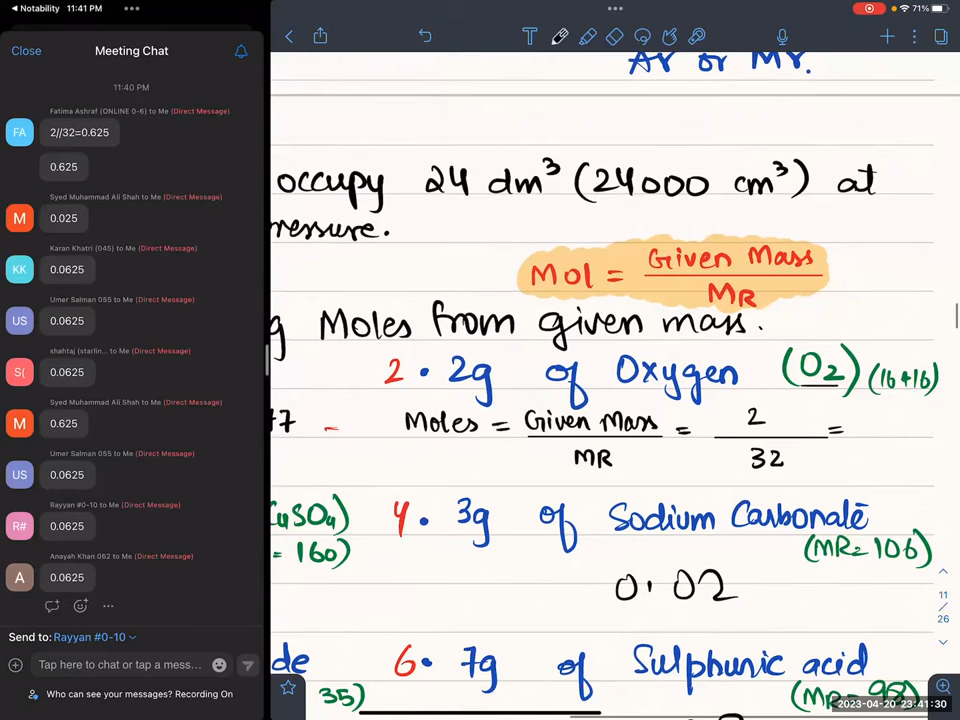 Notability 11:41 PM
71%
Close
Meeting Chat
11:40 PM
Fatima Ashraf (ONLINE 0-6) to Me (Direct Message)
FA
2//32=0.625
0.625
Syed Muhammad Ali Shah to Me (Direct Message)
M
0.025
Karan Khatri (045) to Me (Direct Message)
KK
0.0625
Umer Salman 055 to Me (Direct Message)
US
0.0625
shahtaj (starlin... to Me (Direct Message)
S(
0.0625
Syed Muhammad Ali Shah to Me (Direct Message)
M
0.625
Umer Salman 055 to Me (Direct Message)
US
0.0625
Rayyan #0-10 to Me (Direct Message)
R#
0.0625
Anayah Khan 062 to Me (Direct Message)
A
0.0625
Send to: Rayyan #0-10
Tap here to chat or tap a mess...
Who can see your messages? Recording On
Ar or Mr.
occupy 24 dm³ (24000 cm³) at
ressure.
Mol = Given Mass / MR
g Moles from given mass.
2 . 2g of Oxygen (O2) (16+16)
77 - Moles = Given Mass / MR = 2 / 32 =
CuSO4) 4 . 3g of Sodium Carbonate
= 160) (MR=106)
0.02
de 6 . 7g of Sulphuric acid
35) (MR=98)
11
/
26
2023-04-20 23:41:30